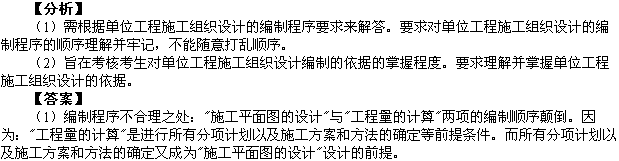 【分析】
（1）需根据单位工程施工组织设计的编制程序要求来解答。要求对单位工程施工组织设计的编
制程序的顺序理解并牢记，不能随意打乱顺序。
（2）旨在考核考生对单位工程施工组织设计编制的依据的掌握程度。要求理解并掌握单位工程
施工组织设计的依据。
【答案】
（1）编制程序不合理之处："施工平面图的设计"与"工程量的计算"两项的编制顺序颠倒。因
为："工程量的计算"是进行所有分项计划以及施工方案和方法的确定等前提条件。而所有分项计划以
及施工方案和方法的确定又成为"施工平面图的设计"设计的前提。